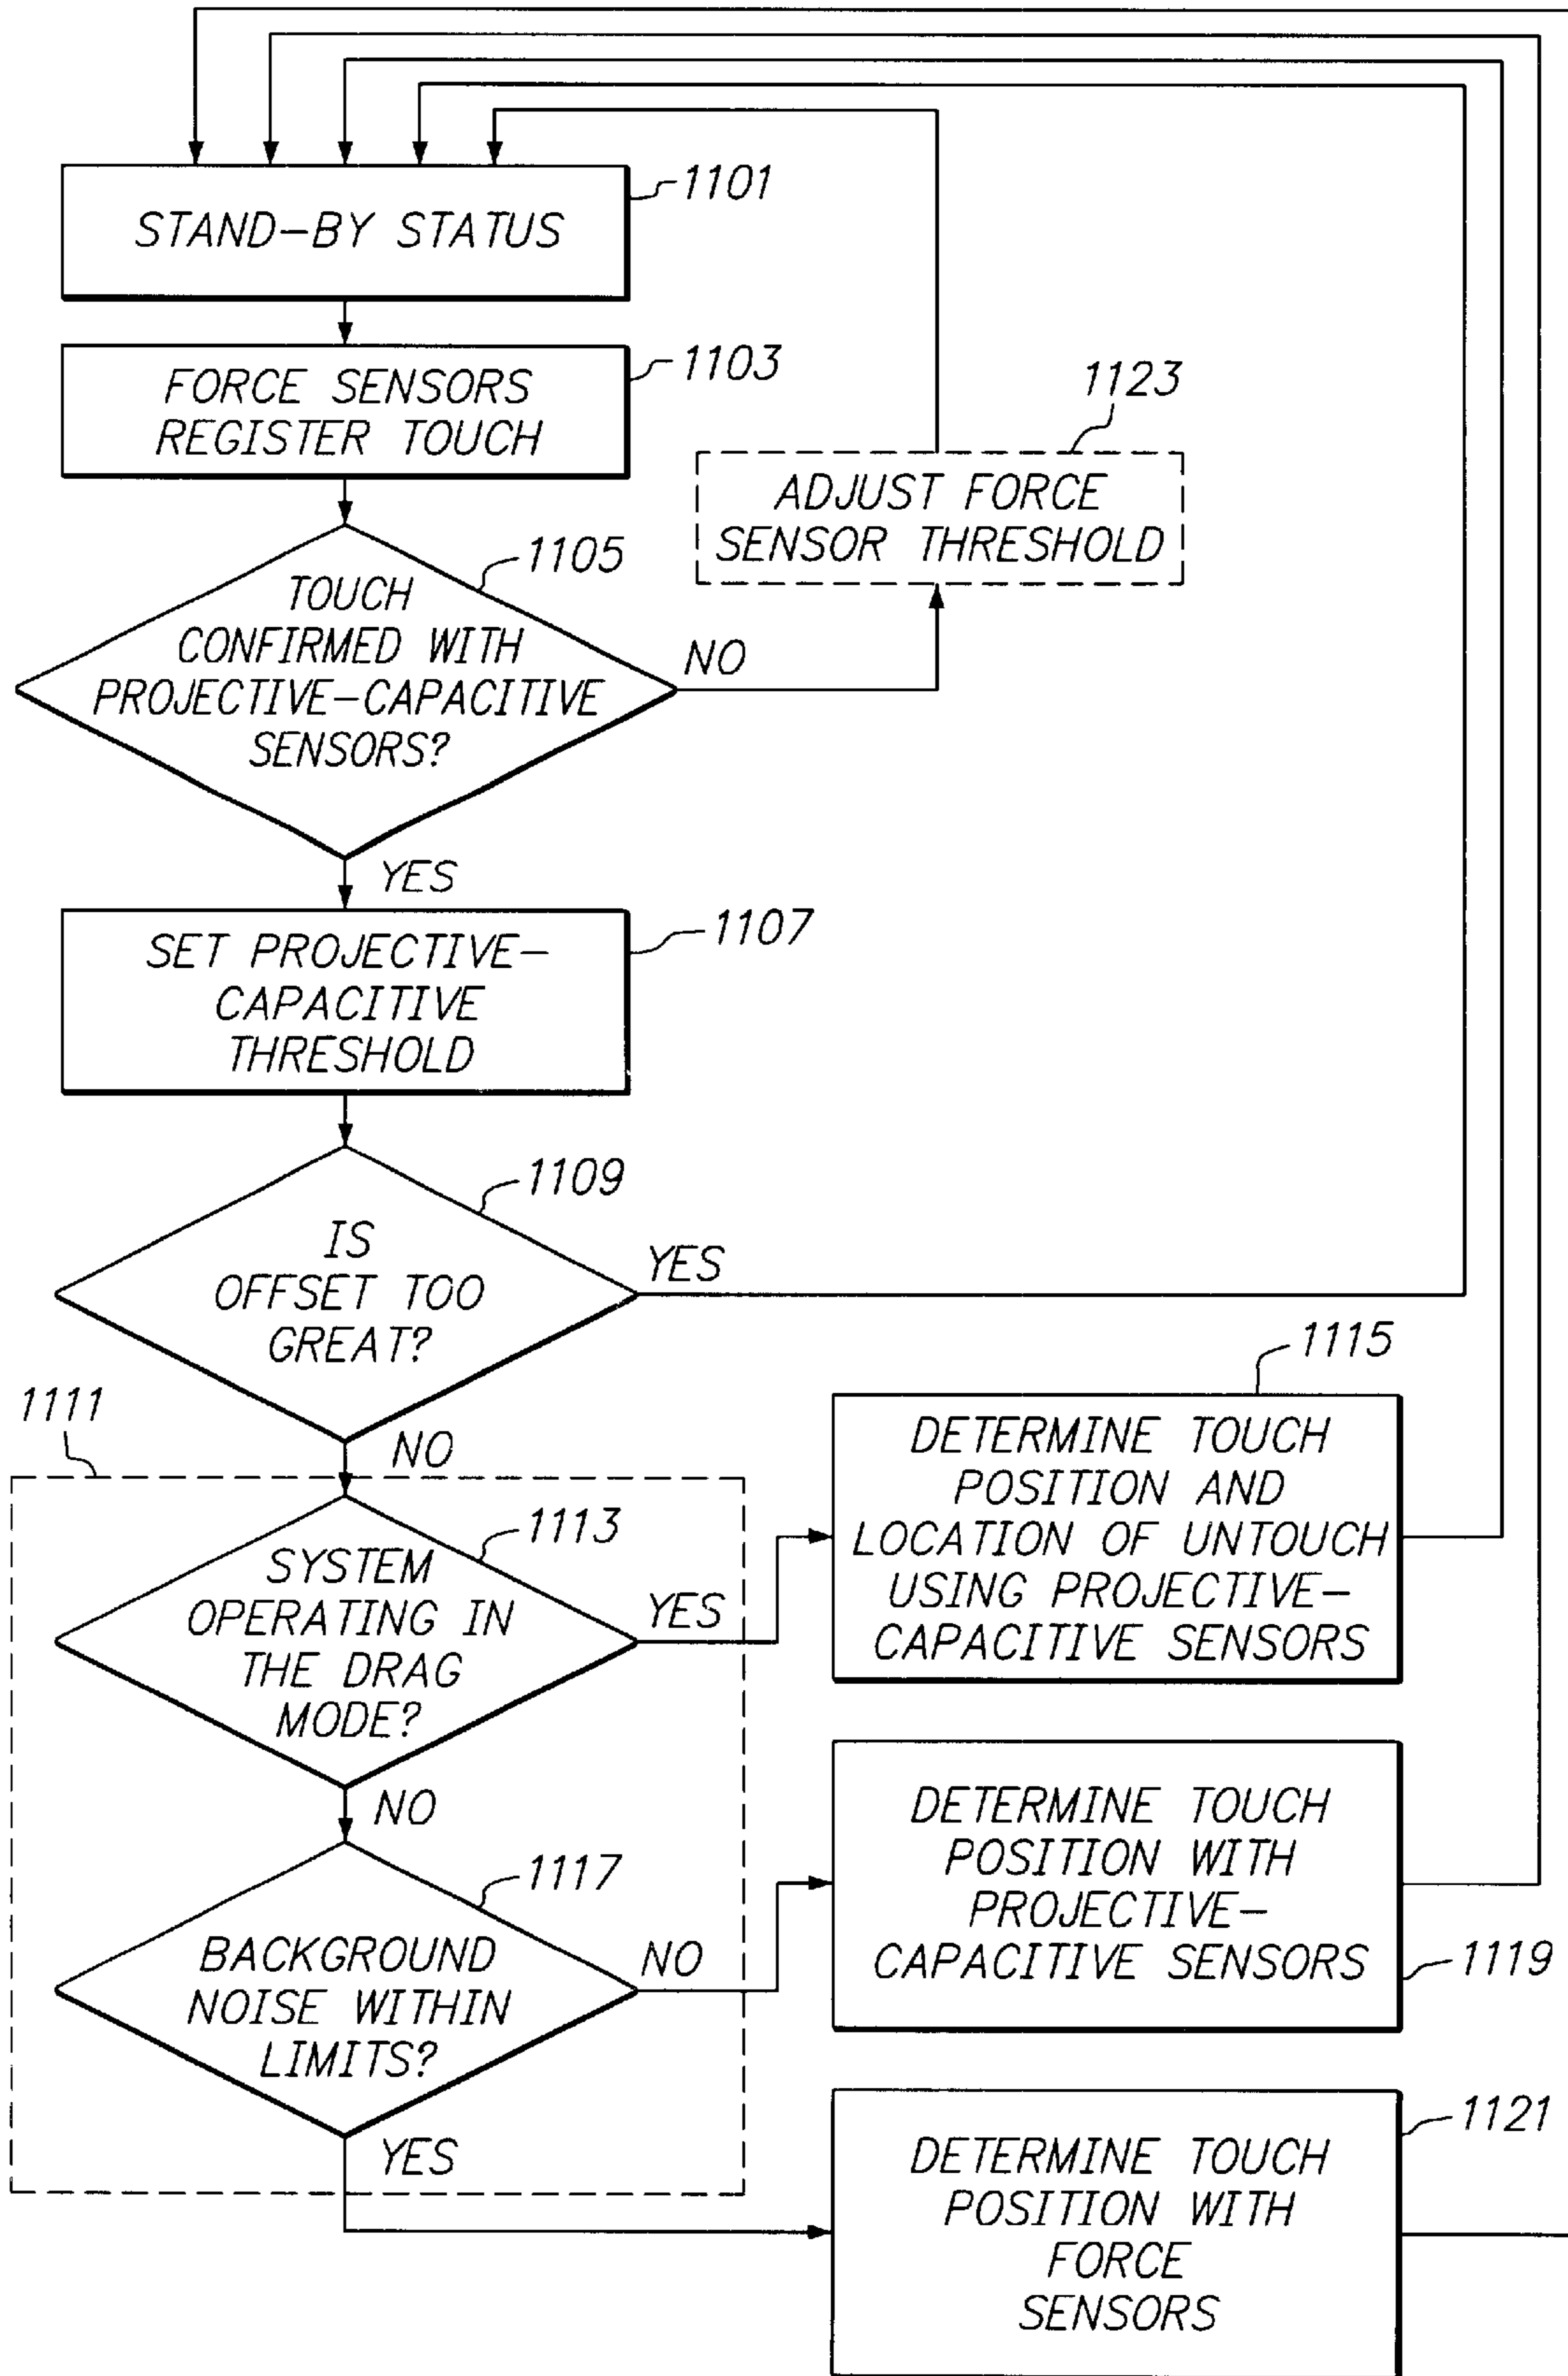 1101
STAND-BY STATUS
1103
FORCE SENSORS
REGISTER TOUCH
1123
ADJUST FORCE
SENSOR THRESHOLD
1105
TOUCH
CONFIRMED WITH
PROJECTIVE-CAPACITIVE
SENSORS?
NO
YES
1107
SET PROJECTIVE-
CAPACITIVE
THRESHOLD
1109
IS
OFFSET TOO
GREAT?
YES
NO
1111
1113
SYSTEM
OPERATING IN
THE DRAG
MODE?
YES
1115
DETERMINE TOUCH
POSITION AND
LOCATION OF UNTOUCH
USING PROJECTIVE-
CAPACITIVE SENSORS
NO
1117
BACKGROUND
NOISE WITHIN
LIMITS?
NO
DETERMINE TOUCH
POSITION WITH
PROJECTIVE-
CAPACITIVE SENSORS
1119
YES
1121
DETERMINE TOUCH
POSITION WITH
FORCE
SENSORS